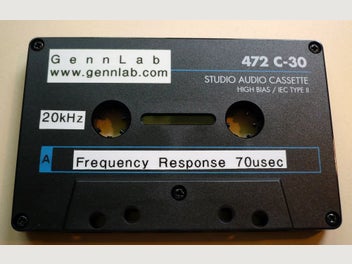 GennLab
www.gennlab.com
472 C-30
STUDIO AUDIO CASSETTE
HIGH BIAS / IEC TYPE II
20kHz
A
Frequency Response 70usec